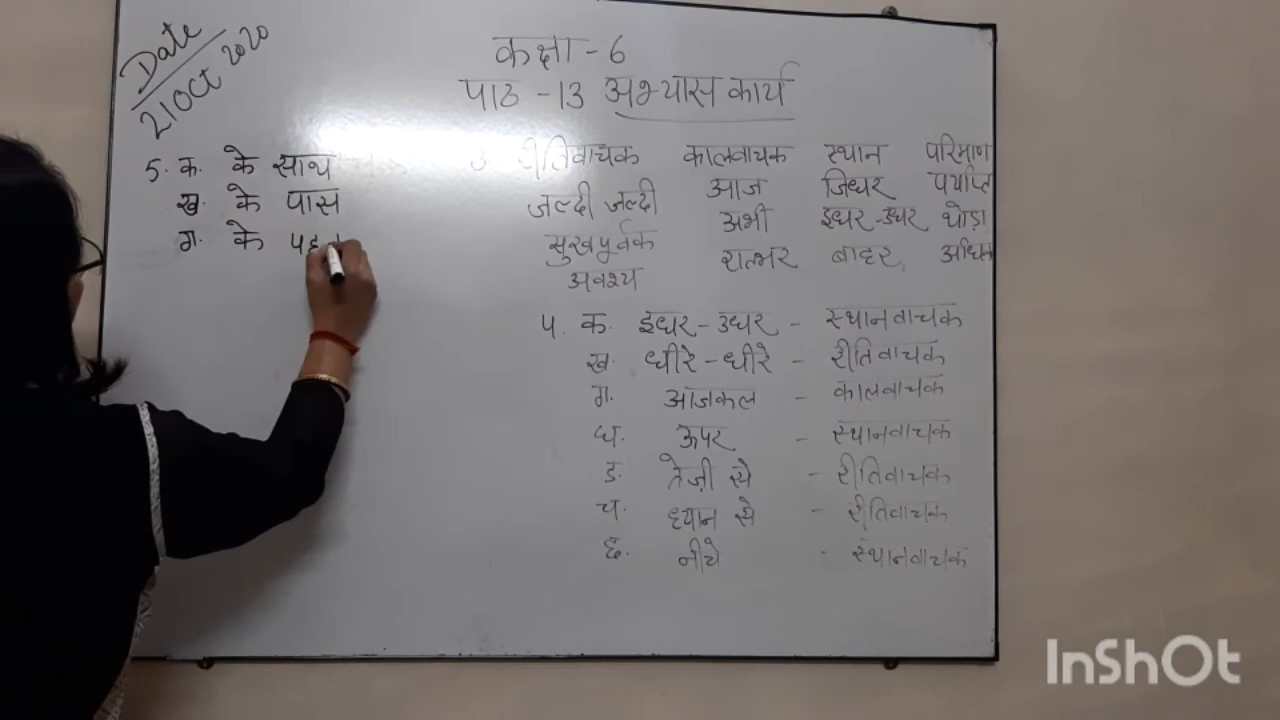 Date
21 Oct 2020
कक्षा - 6
पाठ - 13 अभ्यास कार्य
5. क. के साथ
ख. के पास
ग. के पह
रीतिवाचक कालवाचक स्थान परिमाण
जल्दी जल्दी आज जिधर पर्याप्त
सुखपूर्वक अभी इधर-उधर थोड़ा
अवश्य रातभर बाहर, अधिक
५. क. इधर-उधर - स्थानवाचक
ख. धीरे-धीरे - रीतिवाचक
ग. आजकल - कालवाचक
घ. ऊपर - स्थानवाचक
ड. तेज़ी से - रीतिवाचक
च. ध्यान से - रीतिवाचक
छ. नीचे - स्थानवाचक
InShOt